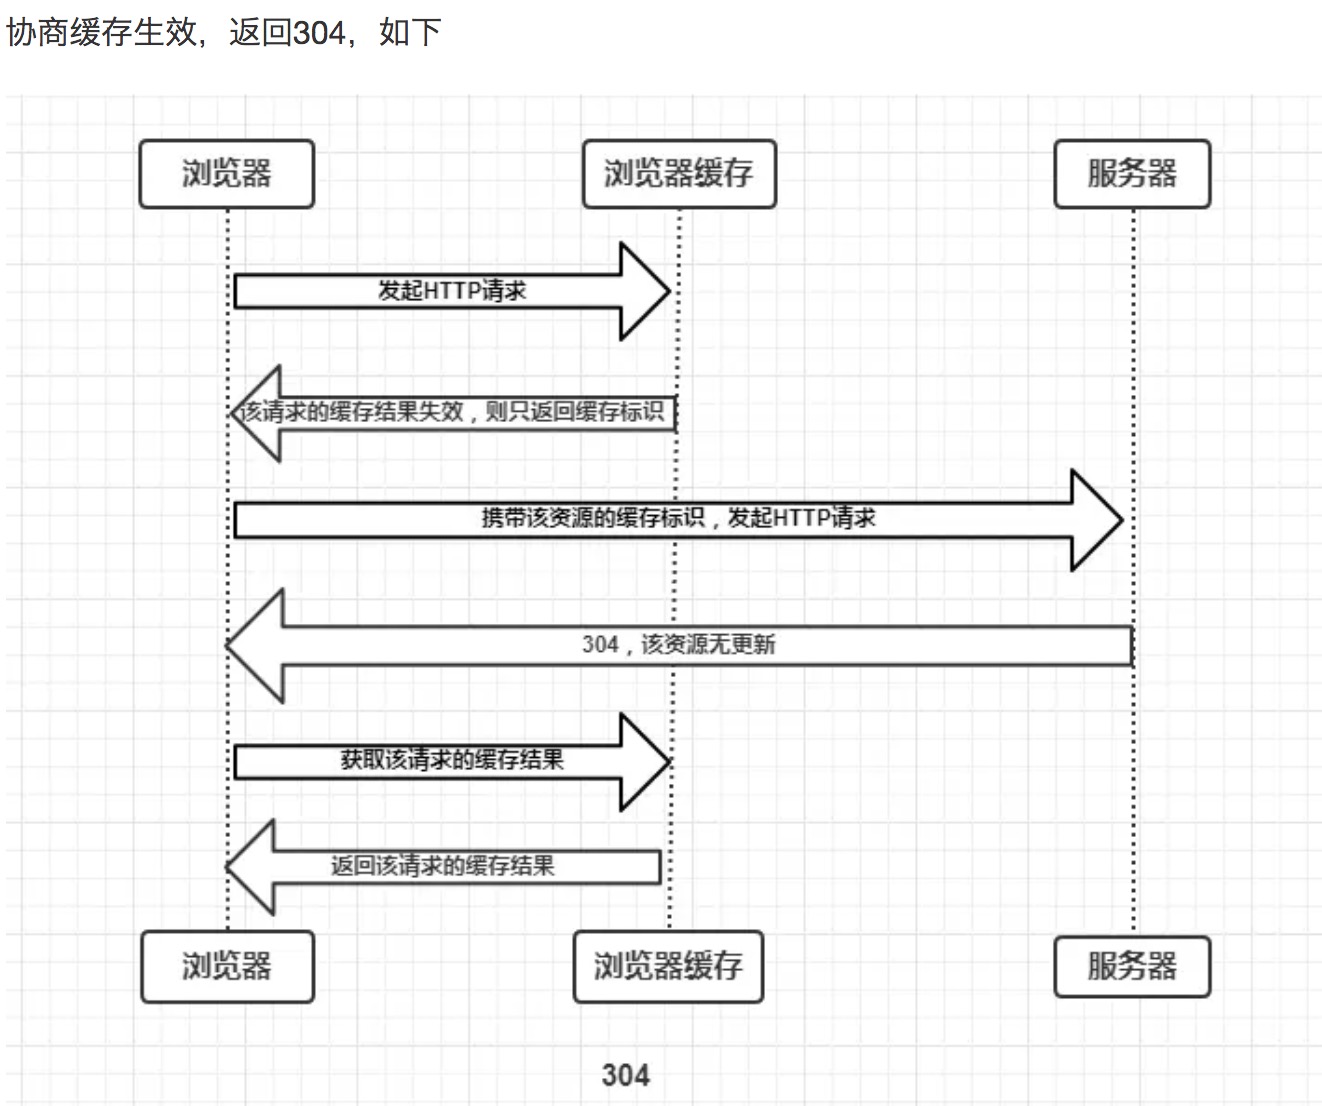 协商缓存生效，返回304，如下
浏览器
浏览器缓存
服务器
发起HTTP请求
该请求的缓存结果失效，则只返回缓存标识
携带该资源的缓存标识，发起HTTP请求
304，该资源无更新
获取该请求的缓存结果
返回该请求的缓存结果
浏览器
浏览器缓存
服务器
304